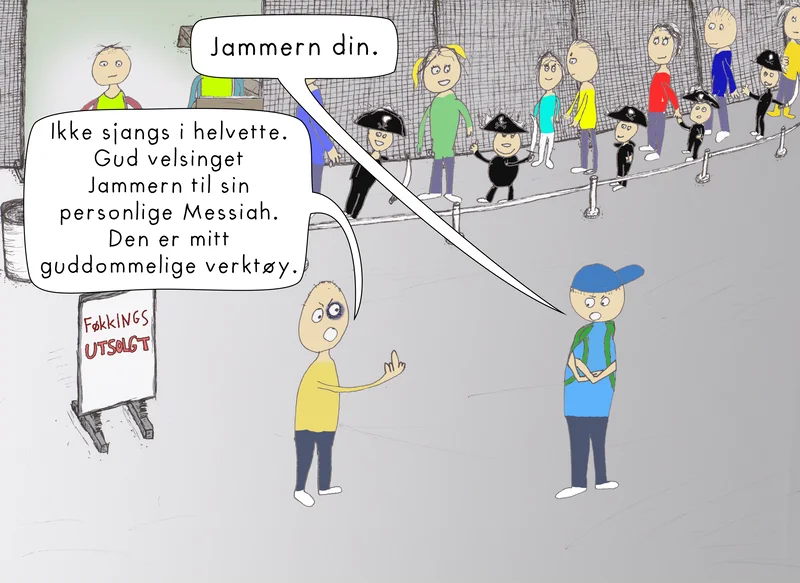 Jammern din.
Ikke sjangs i helvette.
Gud velsinget
Jammern til sin
personlige Messiah.
Den er mitt
guddommelige verktøy.
FØKKINGS
UTSOLGT